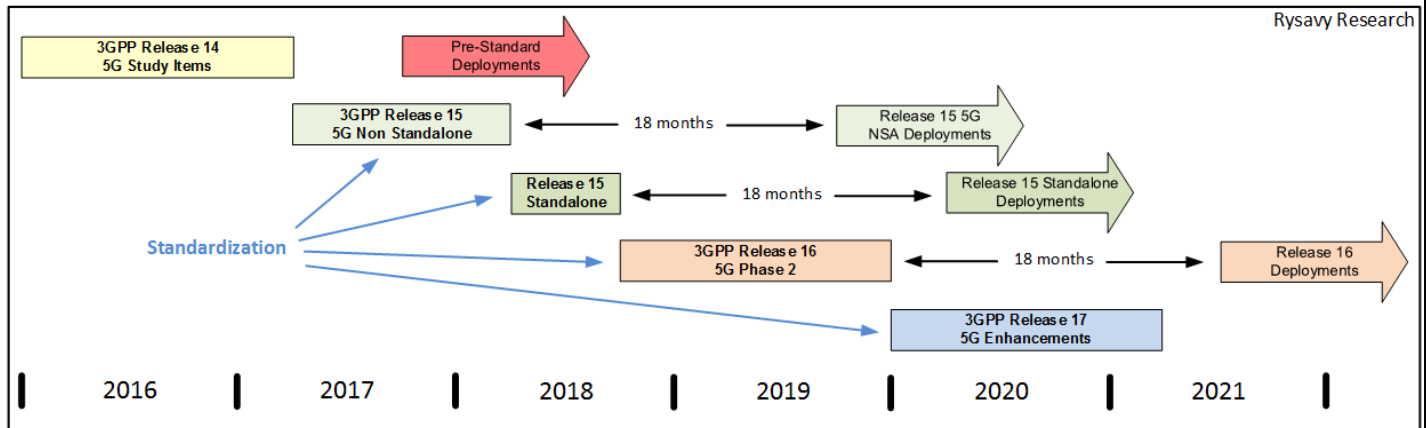 Rysavy Research
3GPP Release 14
5G Study Items
Pre-Standard
Deployments
3GPP Release 15
5G Non Standalone
18 months
Release 15 5G
NSA Deployments
Release 15
Standalone
18 months
Release 15 Standalone
Deployments
Standardization
3GPP Release 16
5G Phase 2
18 months
Release 16
Deployments
3GPP Release 17
5G Enhancements
2016
2017
2018
2019
2020
2021